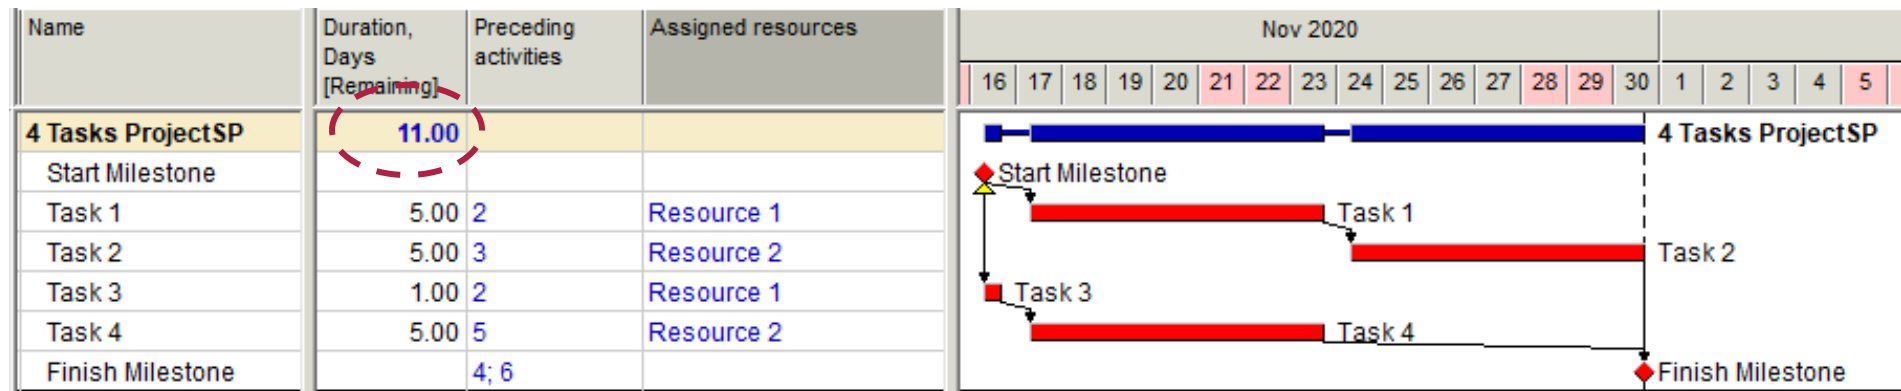 Name Duration, Preceding Assigned resources Nov 2020
Days activities
[Remaining] 16 17 18 19 20 21 22 23 24 25 26 27 28 29 30 1 2 3 4 5
4 Tasks ProjectSP 11.00 4 Tasks ProjectSP
Start Milestone Start Milestone
Task 1 5.00 2 Resource 1 Task 1
Task 2 5.00 3 Resource 2 Task 2
Task 3 1.00 2 Resource 1 Task 3
Task 4 5.00 5 Resource 2 Task 4
Finish Milestone 4; 6 Finish Milestone